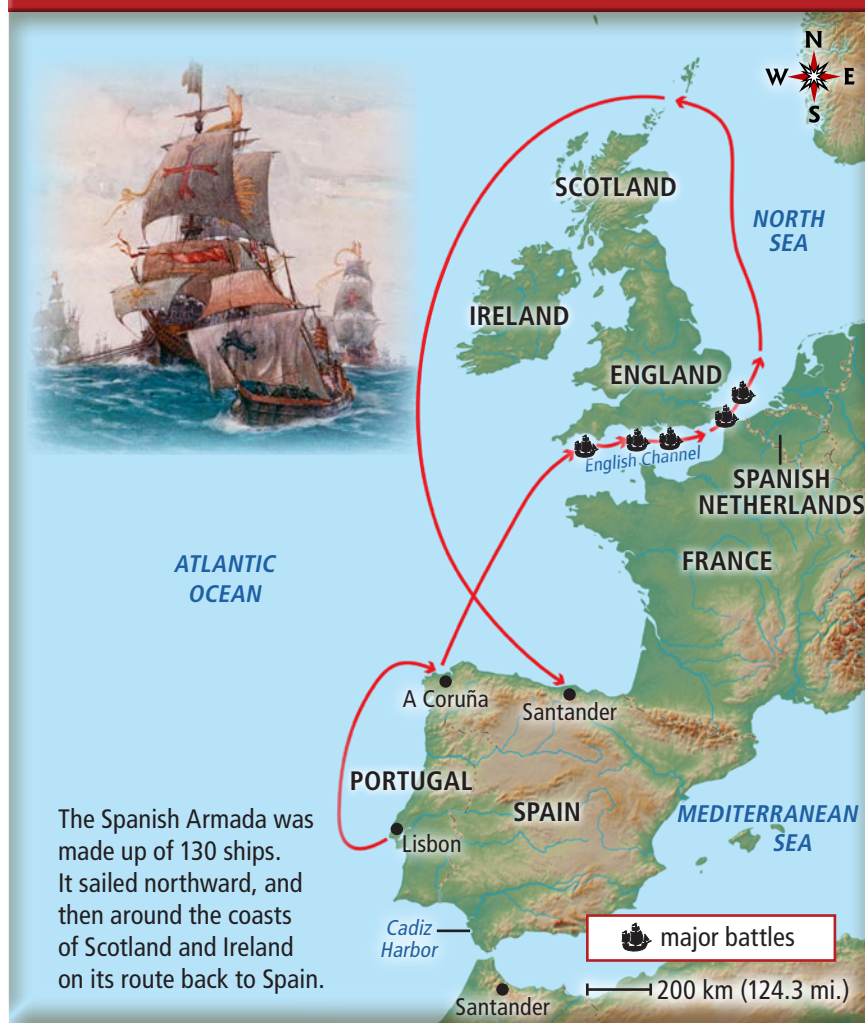 N
W E
S
SCOTLAND
NORTH
SEA
IRELAND
ENGLAND
English Channel
SPANISH
NETHERLANDS
FRANCE
ATLANTIC
OCEAN
A Coruña
Santander
PORTUGAL
SPAIN
MEDITERRANEAN
SEA
Lisbon
The Spanish Armada was
made up of 130 ships.
It sailed northward, and
then around the coasts
of Scotland and Ireland
on its route back to Spain.
Cadiz
Harbor
major battles
Santander
200 km (124.3 mi.)